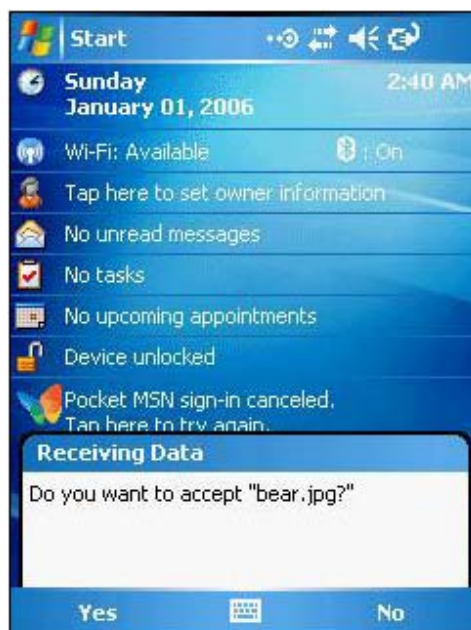 Start
Sunday 2:40 AM
January 01, 2006
Wi-Fi: Available : On
Tap here to set owner information
No unread messages
No tasks
No upcoming appointments
Device unlocked
Pocket MSN sign-in canceled.
Tap here to try again.
Receiving Data
Do you want to accept "bear.jpg?"
Yes No